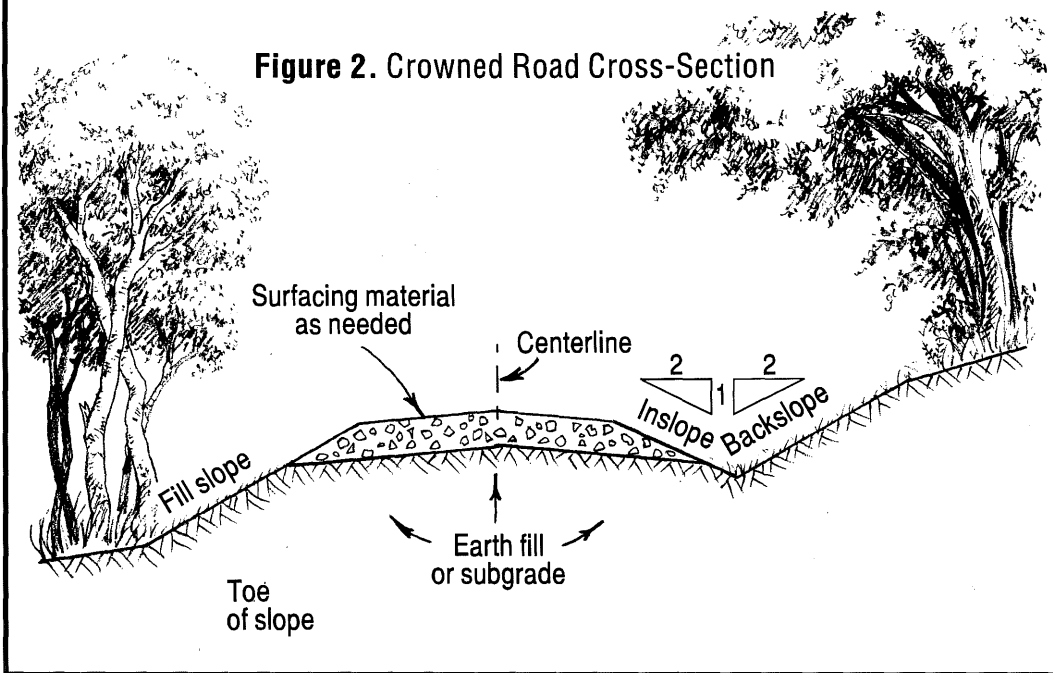 Figure 2. Crowned Road Cross-Section
Surfacing material
as needed
Centerline
2
2
1
Inslope
Backslope
Fill slope
Earth fill
or subgrade
Toe
of slope